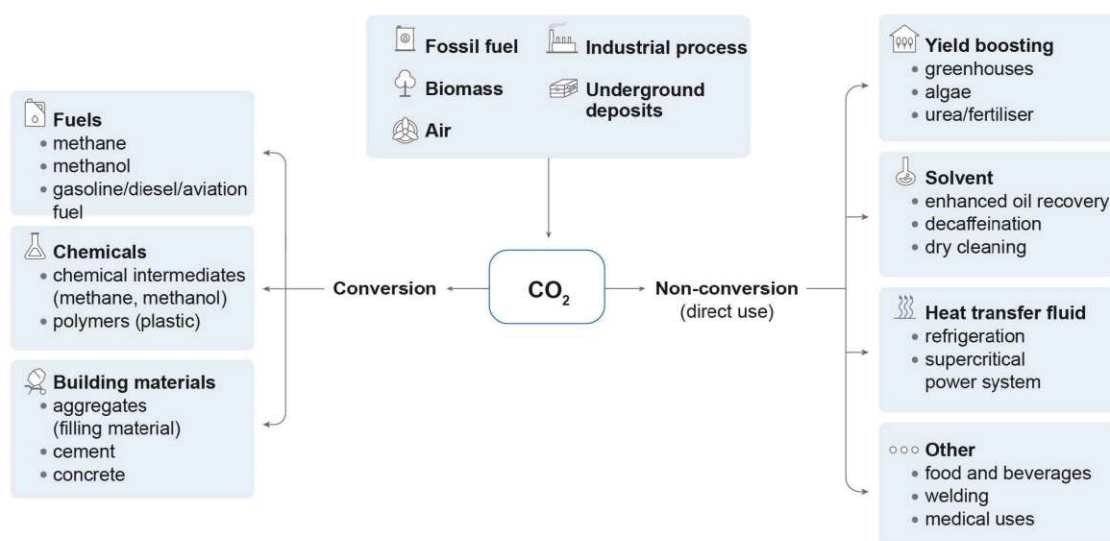 Fossil fuel
Biomass
Air
Industrial process
Underground
deposits
Fuels
• methane
• methanol
• gasoline/diesel/aviation
fuel
Chemicals
• chemical intermediates
(methane, methanol)
• polymers (plastic)
Building materials
• aggregates
(filling material)
• cement
• concrete
Conversion
CO₂
Non-conversion
(direct use)
Yield boosting
• greenhouses
• algae
• urea/fertiliser
Solvent
• enhanced oil recovery
• decaffeination
• dry cleaning
Heat transfer fluid
• refrigeration
• supercritical
power system
Other
• food and beverages
• welding
• medical uses